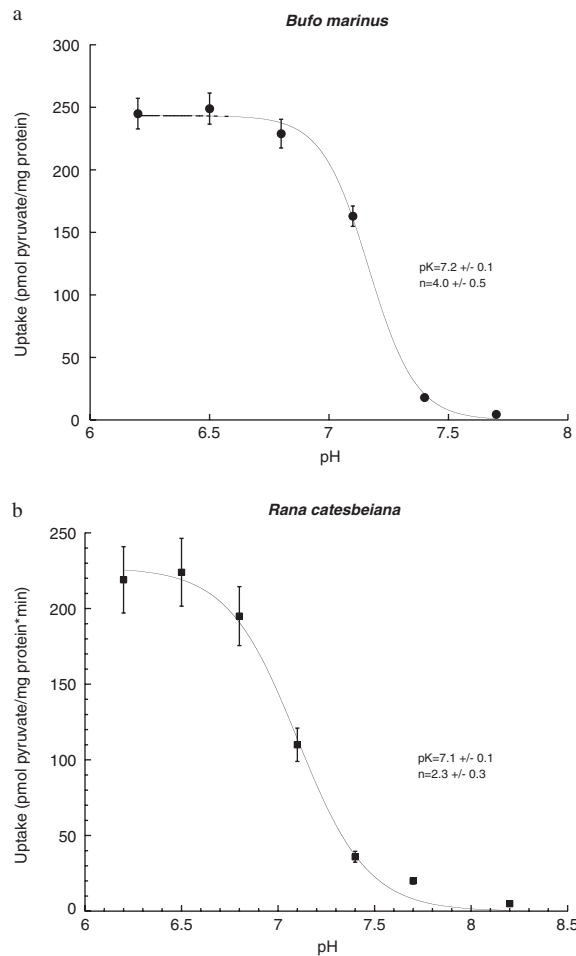 a
Bufo marinus
300
250
200
150
100
50
0
Uptake (pmol pyruvate/mg protein)
pK=7.2 +/- 0.1
n=4.0 +/- 0.5
6 6.5 7 7.5 8
pH
b
Rana catesbeiana
250
200
150
100
50
0
Uptake (pmol pyruvate/mg protein*min)
pK=7.1 +/- 0.1
n=2.3 +/- 0.3
6 6.5 7 7.5 8 8.5
pH